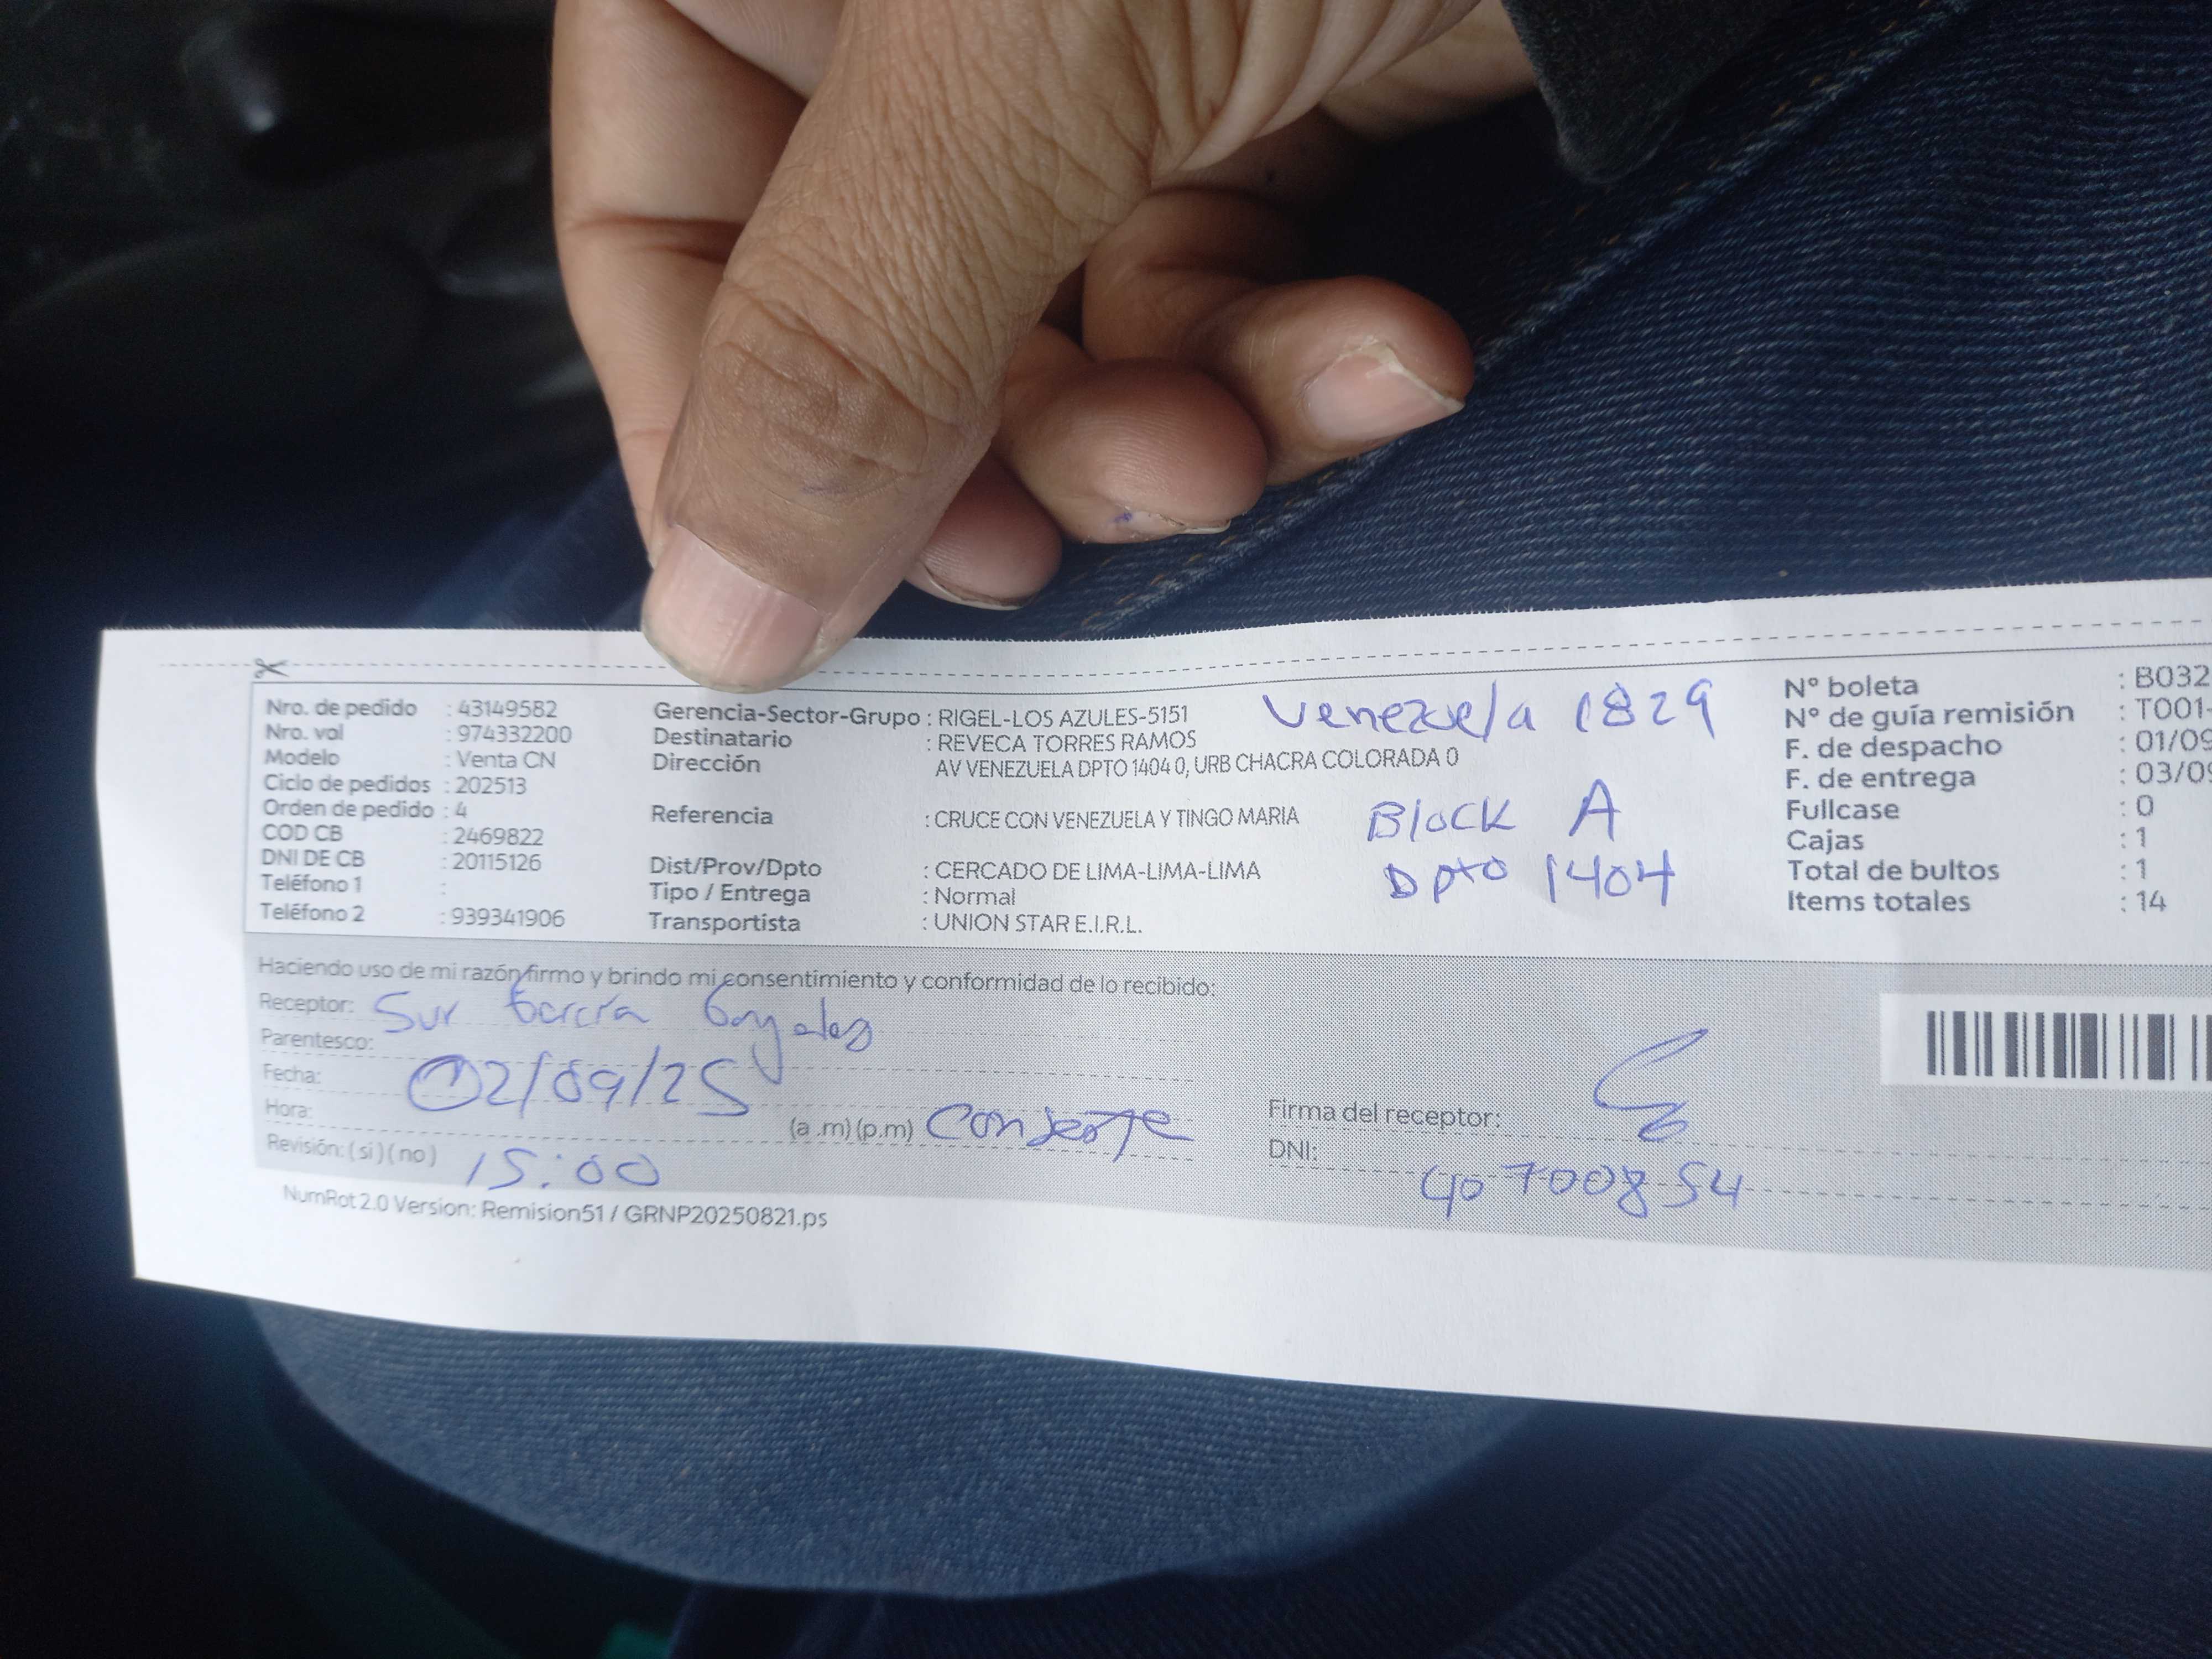 Nro. de pedido : 43149582
Nro. vol : 974332200
Modelo : Venta CN
Ciclo de pedidos : 202513
Orden de pedido : 4
COD CB : 2469822
DNI DE CB : 20115126
Teléfono 1 :
Teléfono 2 : 939341906
Gerencia-Sector-Grupo : RIGEL-LOS AZULES-5151
Destinatario : REVECA TORRES RAMOS
Dirección AV VENEZUELA DPTO 1404 0, URB CHACRA COLORADA 0
Referencia : CRUCE CON VENEZUELA Y TINGO MARIA
Dist/Prov/Dpto : CERCADO DE LIMA-LIMA-LIMA
Tipo / Entrega : Normal
Transportista : UNION STAR E.I.R.L.
Venezuela 1829
Block A
Dpto 1404
N° boleta : B032
N° de guía remisión : T001-
F. de despacho : 01/09
F. de entrega : 03/09
Fullcase : 0
Cajas : 1
Total de bultos : 1
Items totales : 14
Haciendo uso de mi razón firmo y brindo mi consentimiento y conformidad de lo recibido:
Receptor: García
Parentesco:
Fecha: 02/09/25
Hora: (a .m) (p.m)
Revisión: ( si ) ( no ) 15:00
Firma del receptor:
DNI: 40700854
NumRot 2.0 Version: Remision51 / GRNP20250821.ps